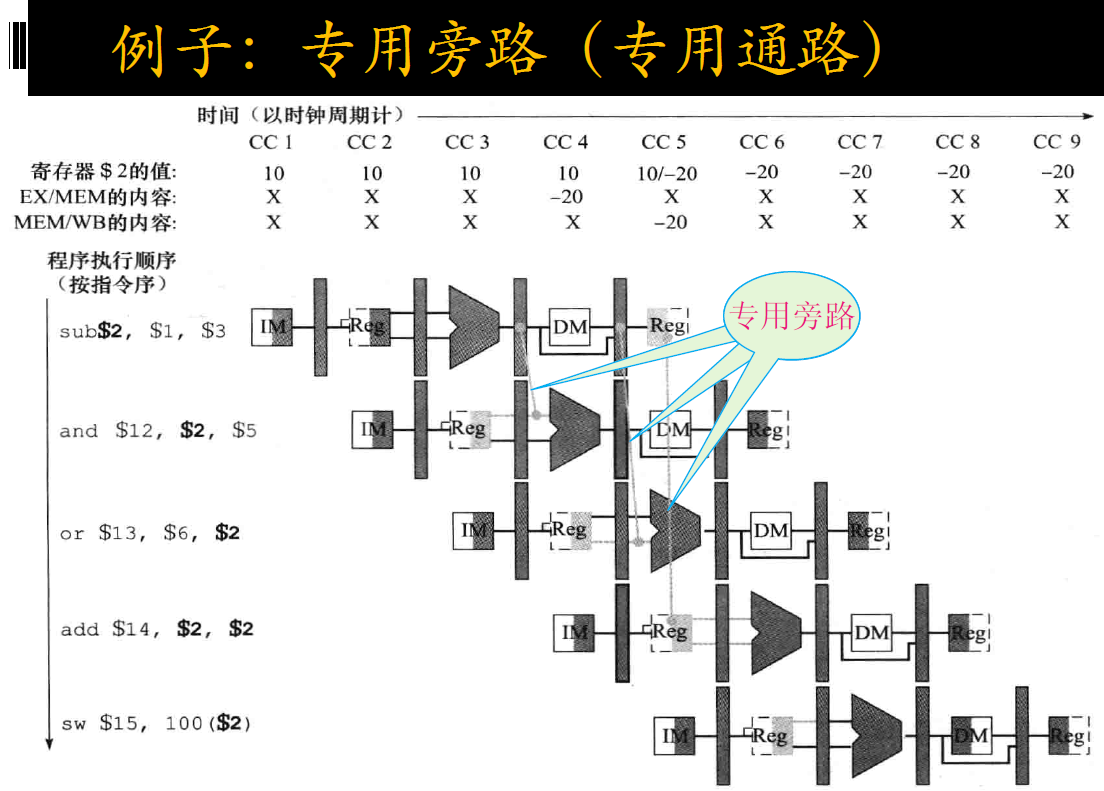 例子：专用旁路（专用通路）
时间（以时钟周期计）
CC 1 CC 2 CC 3 CC 4 CC 5 CC 6 CC 7 CC 8 CC 9
寄存器$2的值: 10 10 10 10 10/−20 −20 −20 −20 −20
EX/MEM的内容: X X X −20 X X X X X
MEM/WB的内容: X X X X −20 X X X X
程序执行顺序
（按指令序）
专用旁路
sub$2, $1, $3 IM Reg DM Reg
and $12, $2, $5 IM Reg DM Reg
or $13, $6, $2 IM Reg DM Reg
add $14, $2, $2 IM Reg DM Reg
sw $15, 100($2) IM Reg DM Reg